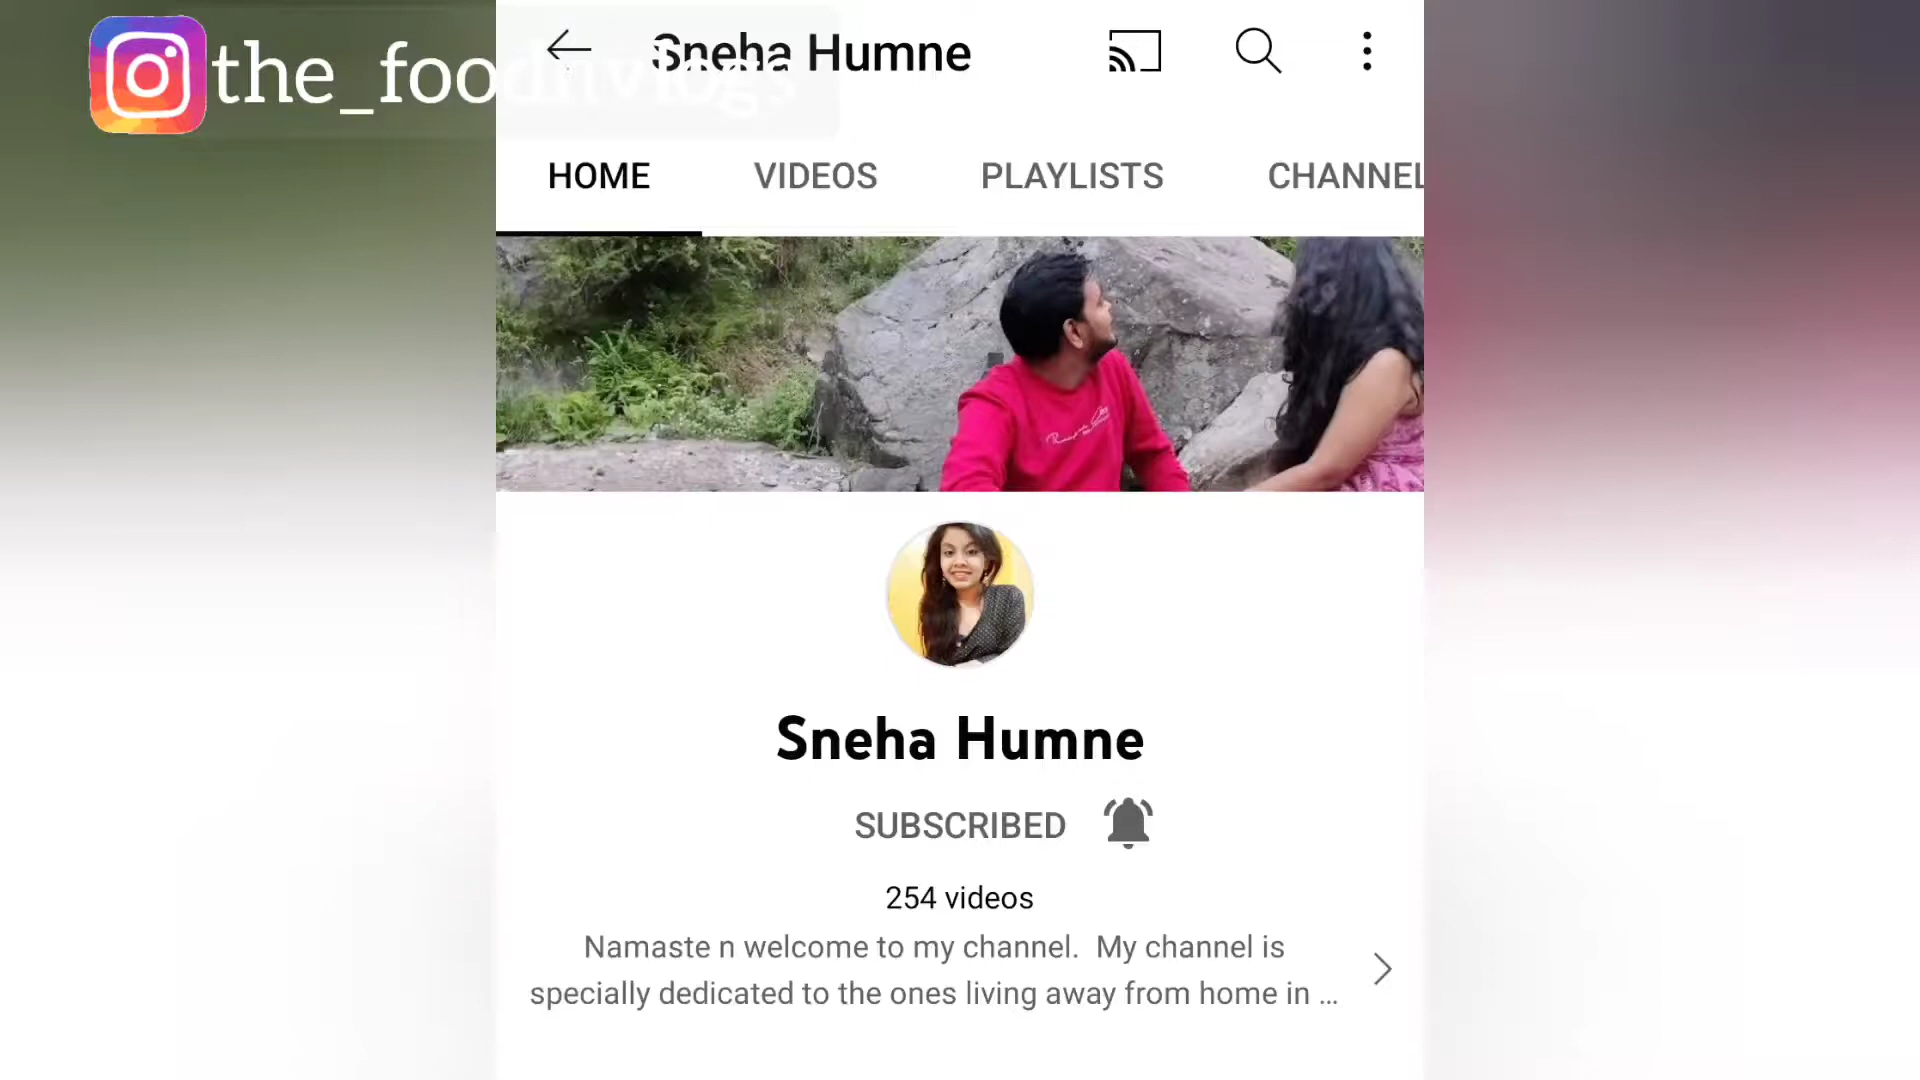 the_foodnvlogs
Sneha Humne
HOME VIDEOS PLAYLISTS CHANNEL
Sneha Humne
SUBSCRIBED
254 videos
Namaste n welcome to my channel. My channel is
specially dedicated to the ones living away from home in ...